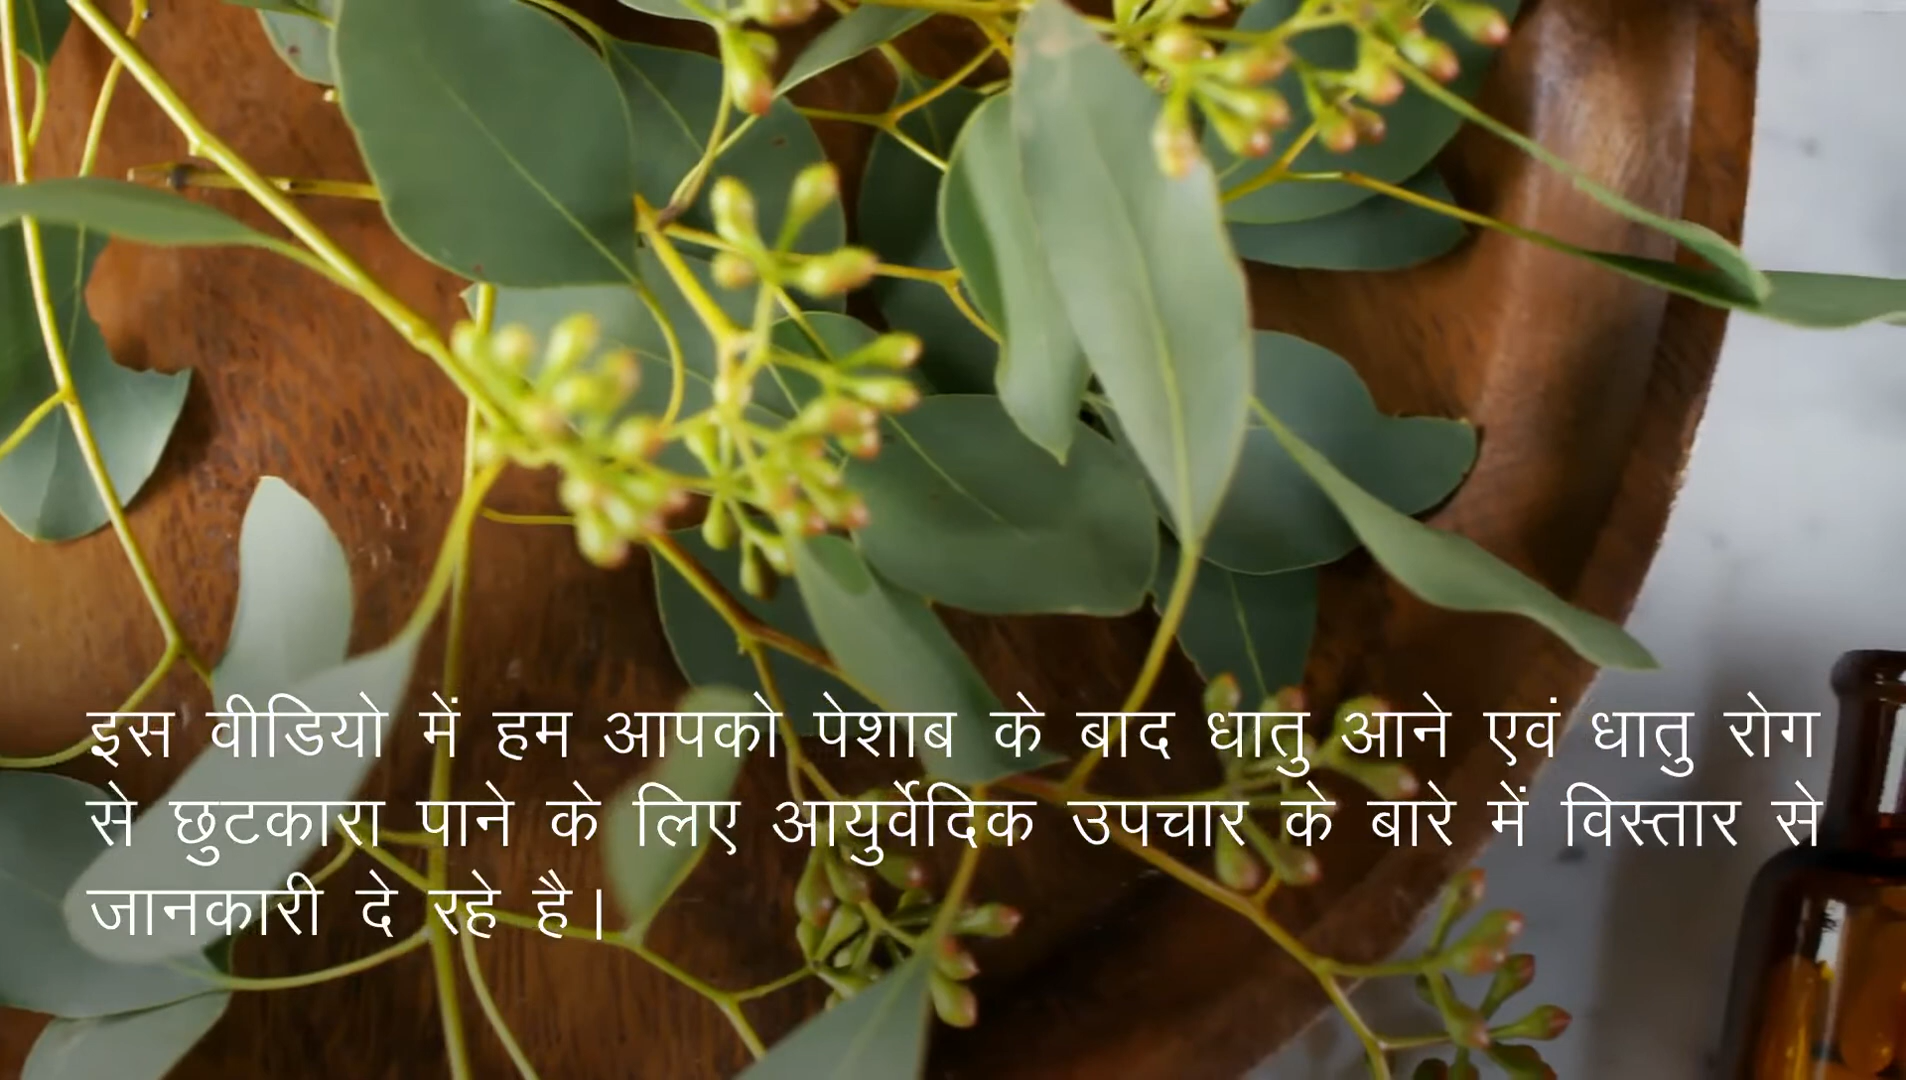 इस वीडियो में हम आपको पेशाब के बाद धातु आने एवं धातु रोग
से छुटकारा पाने के लिए आयुर्वेदिक उपचार के बारे में विस्तार से
जानकारी दे रहे है।